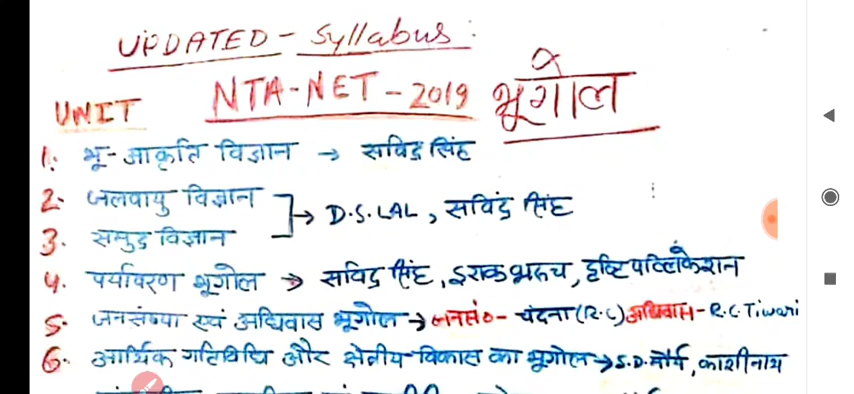 UPDATED - Syllabus :
UNIT NTA-NET - 2019 भूगोल
1. भू-आकृति विज्ञान → सविंद्र सिंह
2. जलवायु विज्ञान
→ D.S. LAL, सविंद्र सिंह
3. समुद्र विज्ञान
4. पर्यावरण भूगोल → सविंद्र सिंह, इराक भरुच, दृष्टि पब्लिकेशन
5. जनसंख्या एवं अधिवास भूगोल → जनसं० - चंदना (R.C) अधिवास - R.C. Tiwari
6. आर्थिक गतिविधि और क्षेत्रीय विकास का भूगोल → S.D. मौर्य, काशीनाथ